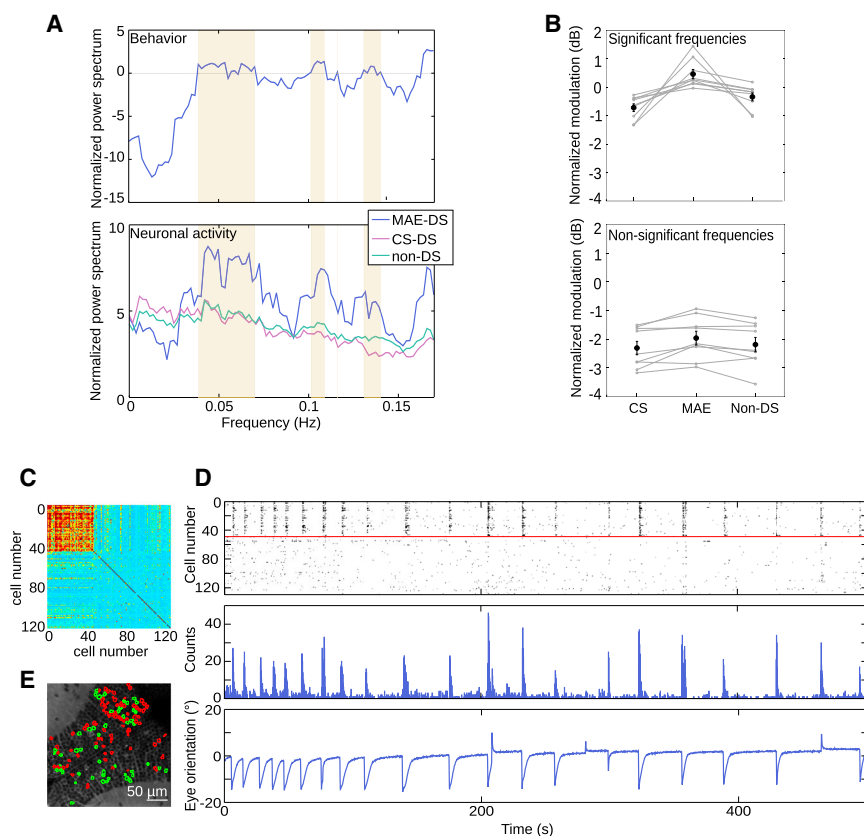 A
Normalized power spectrum
5
0
-5
-10
-15
Behavior
Normalized power spectrum
10
5
0
Neuronal activity
MAE-DS
CS-DS
non-DS
0 0.05 0.1 0.15
Frequency (Hz)
B
Normalized modulation (dB)
2
1
0
-1
-2
-3
-4
Significant frequencies
Normalized modulation (dB)
2
1
0
-1
-2
-3
-4
Non-significant frequencies
CS MAE Non-DS
C
cell number
0
40
80
120
0 40 80 120
cell number
D
Cell number
0
40
80
120
Counts
40
20
0
Eye orientation (°)
20
0
-20
200 400
Time (s)
E
50 µm